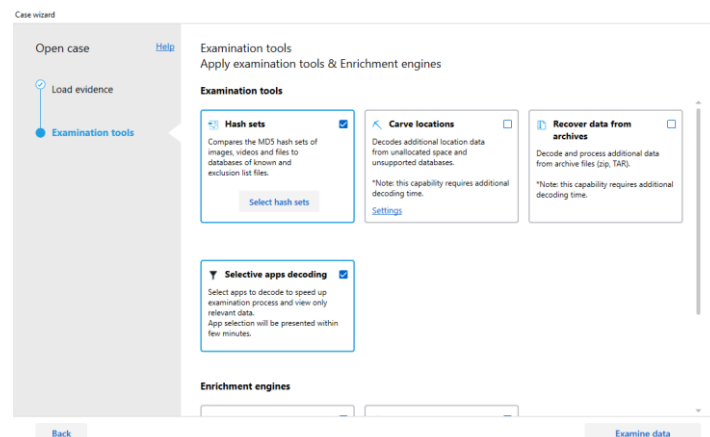 Case wizard
Open case
Help
Load evidence
Examination tools
Examination tools
Apply examination tools & Enrichment engines
Examination tools
Hash sets
Compares the MD5 hash sets of
images, videos and files to
databases of known and
exclusion list files.
Select hash sets
Carve locations
Decodes additional location data
from unallocated space and
unsupported databases.
*Note: this capability requires additional
decoding time.
Settings
Recover data from
archives
Decode and process additional data
from archive files (zip, TAR).
*Note: this capability requires additional
decoding time.
Selective apps decoding
Select apps to decode to speed up
examination process and view only
relevant data.
App selection will be presented within
few minutes.
Enrichment engines
Back
Examine data